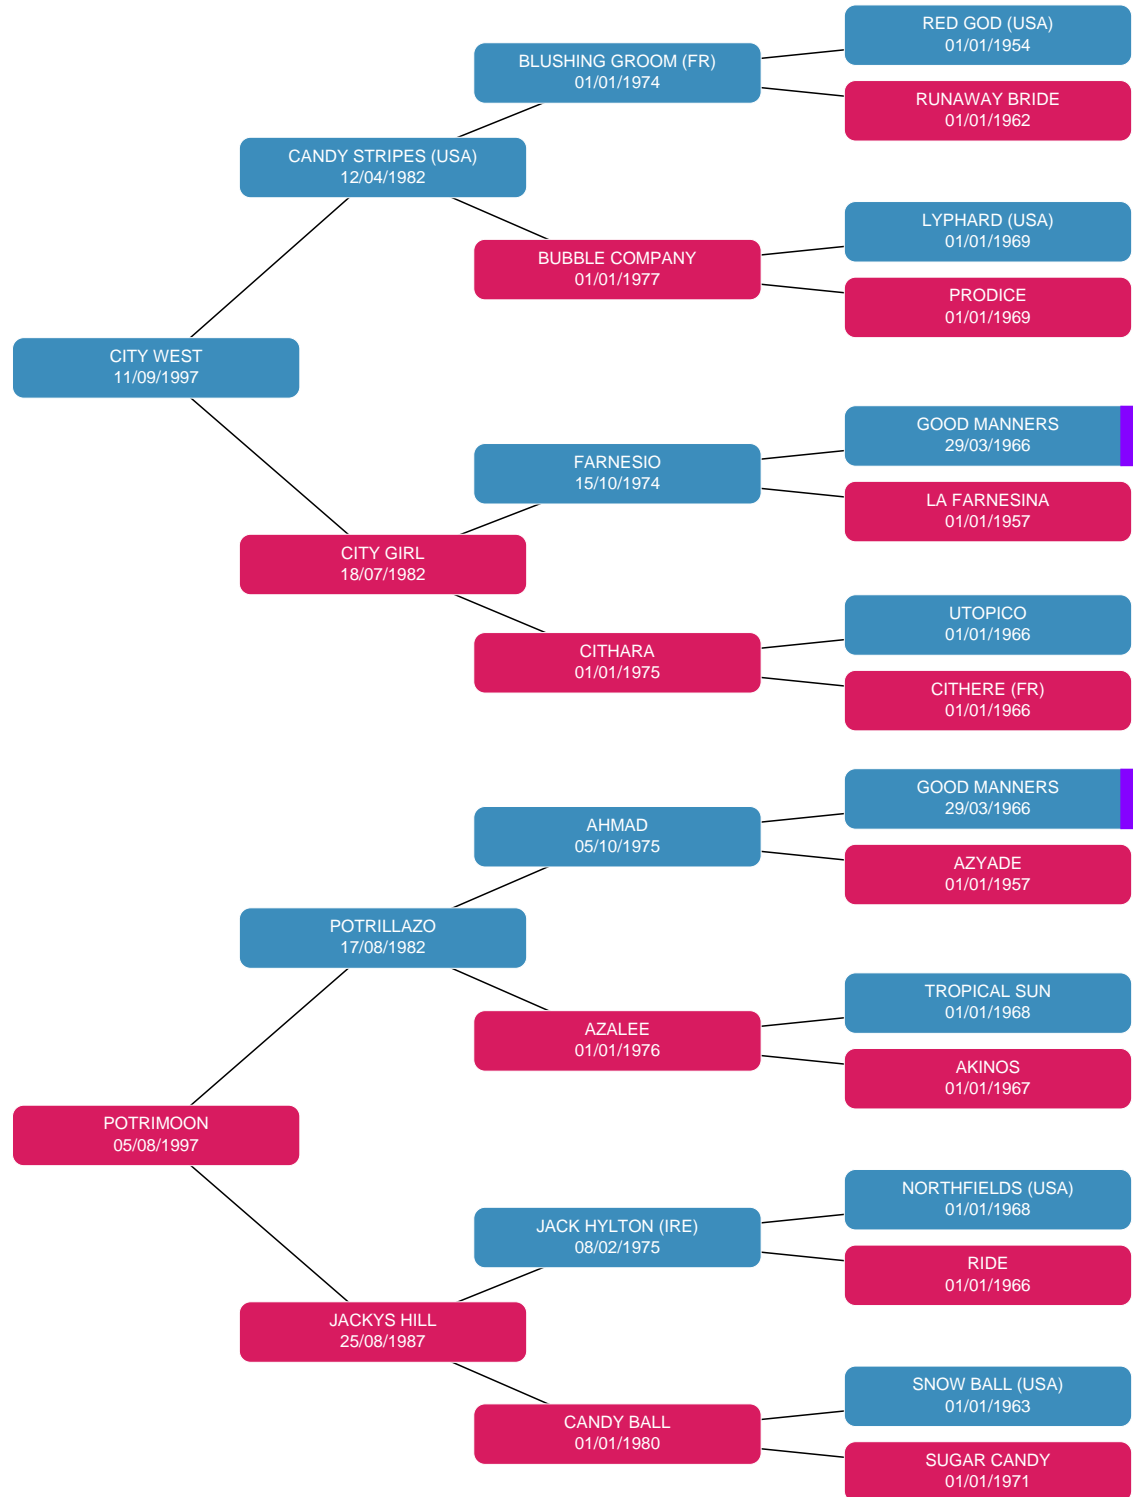 RED GOD (USA)
01/01/1954
BLUSHING GROOM (FR)
01/01/1974
RUNAWAY BRIDE
01/01/1962
CANDY STRIPES (USA)
12/04/1982
LYPHARD (USA)
01/01/1969
BUBBLE COMPANY
01/01/1977
PRODICE
01/01/1969
CITY WEST
11/09/1997
GOOD MANNERS
29/03/1966
FARNESIO
15/10/1974
LA FARNESINA
01/01/1957
CITY GIRL
18/07/1982
UTOPICO
01/01/1966
CITHARA
01/01/1975
CITHERE (FR)
01/01/1966
GOOD MANNERS
29/03/1966
AHMAD
05/10/1975
AZYADE
01/01/1957
POTRILLAZO
17/08/1982
TROPICAL SUN
01/01/1968
AZALEE
01/01/1976
AKINOS
01/01/1967
POTRIMOON
05/08/1997
NORTHFIELDS (USA)
01/01/1968
JACK HYLTON (IRE)
08/02/1975
RIDE
01/01/1966
JACKYS HILL
25/08/1987
SNOW BALL (USA)
01/01/1963
CANDY BALL
01/01/1980
SUGAR CANDY
01/01/1971